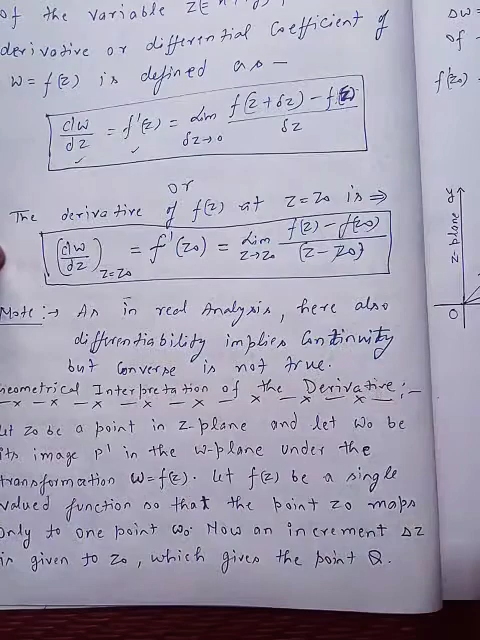 of the variable z∈
derivative or differential Coefficient of
w = f(z) is defined as —
dw/dz = f'(z) = lim δz→0 f(z+δz) – f(z) / δz
or
The derivative of f(z) at z = z0 is ⇒
(dw/dz) z=z0 = f'(z0) = lim z→z0 f(z) – f(z0) / (z – z0)
Note :→ As in real Analysis, here also
differentiability implies Continuity
but Converse is not true.
Geometrical Interpretation of the Derivative:–
let z0 be a point in z-plane and let w0 be
its image p' in the w-plane under the
transformation w=f(z). let f(z) be a single
valued function so that the point z0 maps
only to one point w0. Now an increment Δz
is given to z0, which gives the point Q.
Δw =
of –
f'(z0)
z-plane y
O